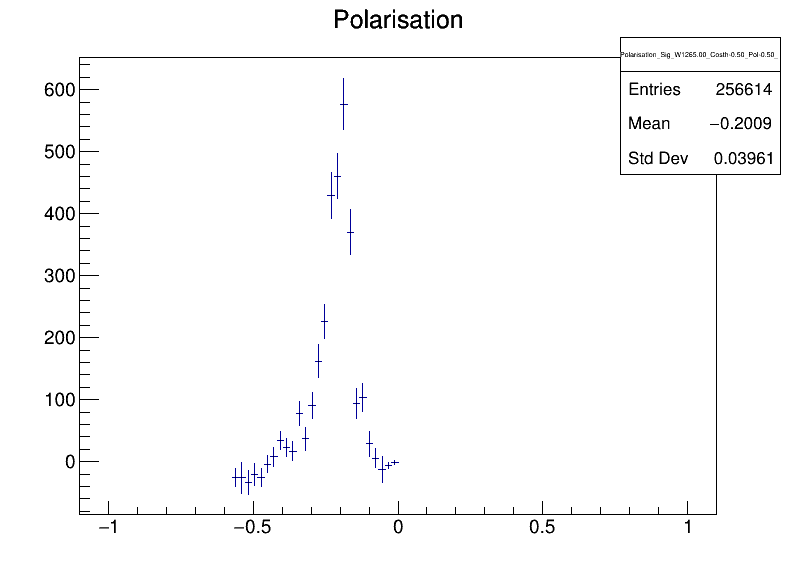 Polarisation
Polarisation_Sig_W1265.00_Costh-0.50_Pol-0.50_
Entries 256614
Mean −0.2009
Std Dev 0.03961
600
500
400
300
200
100
0
−1 −0.5 0 0.5 1